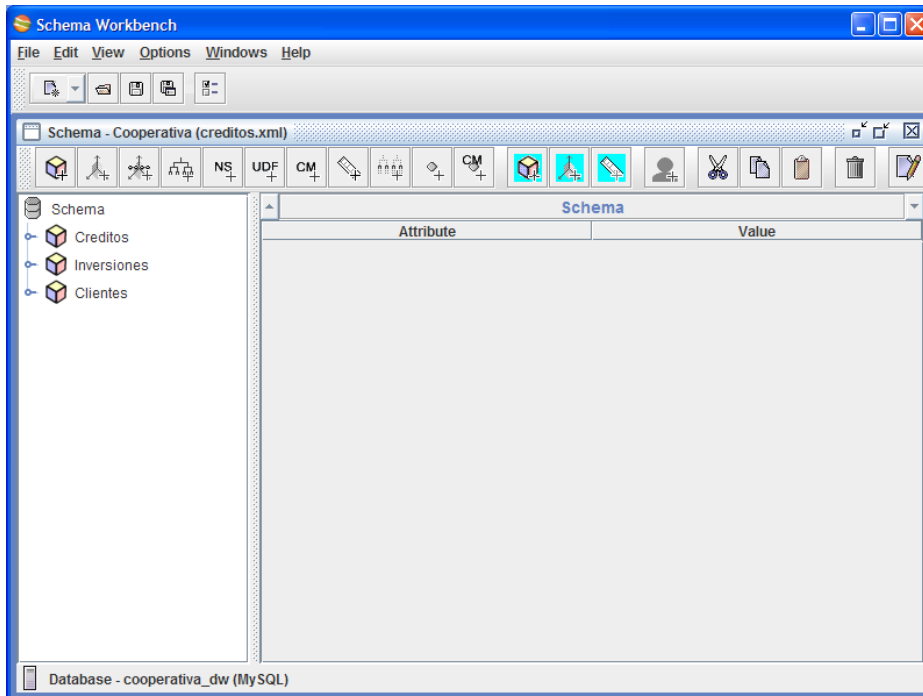 Schema Workbench
File Edit View Options Windows Help
Schema - Cooperativa (creditos.xml)
NS UDF CM CM
Schema
Schema
Attribute Value
Creditos
Inversiones
Clientes
Database - cooperativa_dw (MySQL)